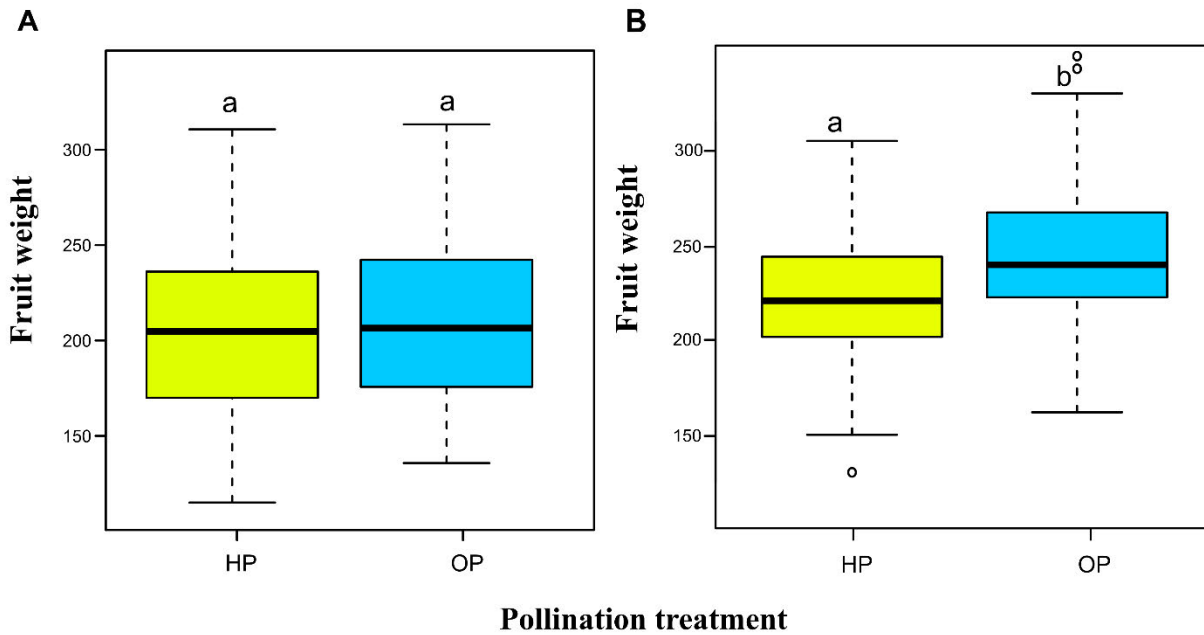 A
Fruit weight
300
250
200
150
a
a
HP
OP
B
Fruit weight
300
250
200
150
a
b
HP
OP
Pollination treatment